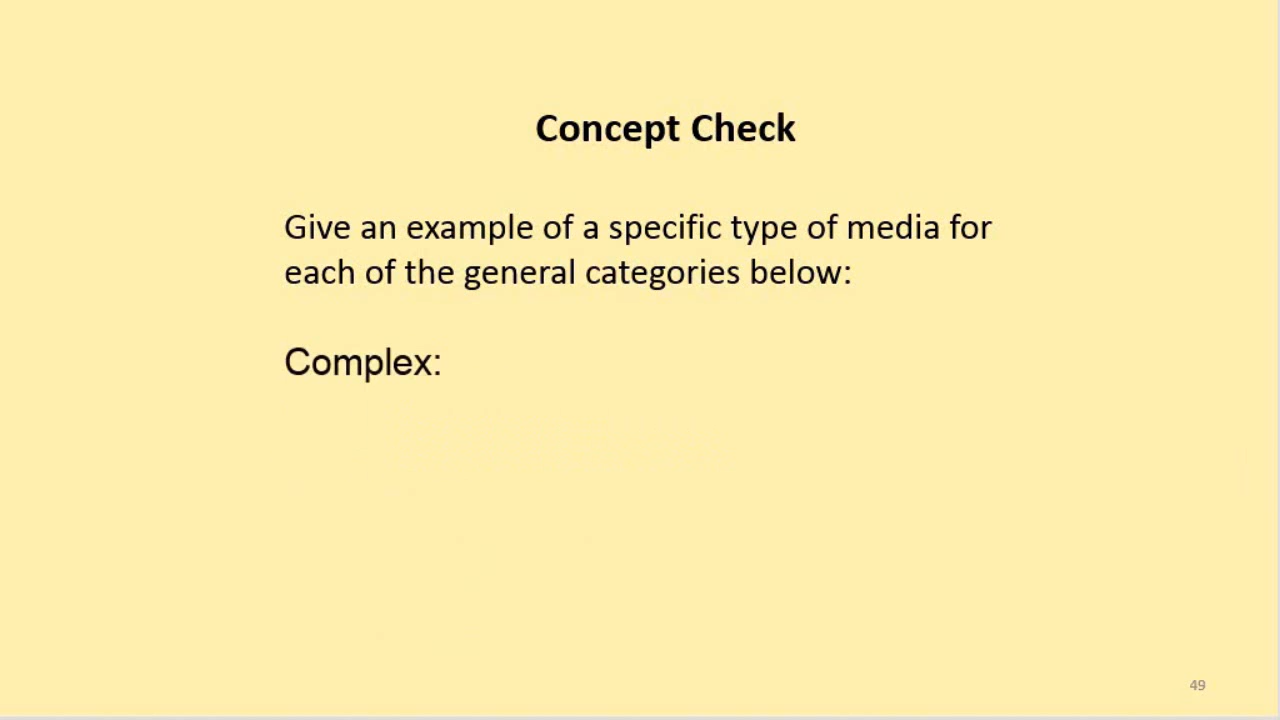 Concept Check
Give an example of a specific type of media for
each of the general categories below:
Complex:
49